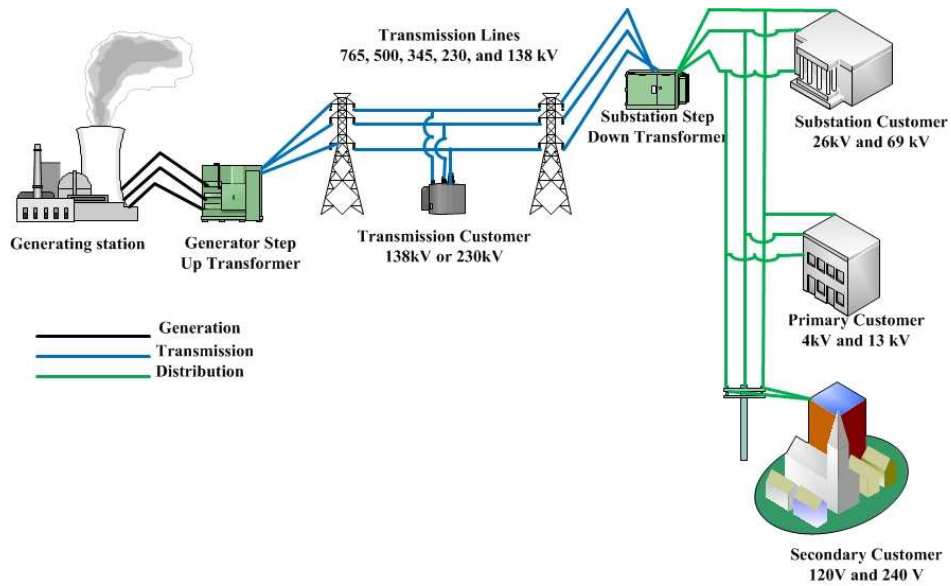 Transmission Lines
765, 500, 345, 230, and 138 kV
Substation Step
Down Transformer
Substation Customer
26kV and 69 kV
Generating station
Generator Step
Up Transformer
Transmission Customer
138kV or 230kV
Primary Customer
4kV and 13 kV
Generation
Transmission
Distribution
Secondary Customer
120V and 240 V